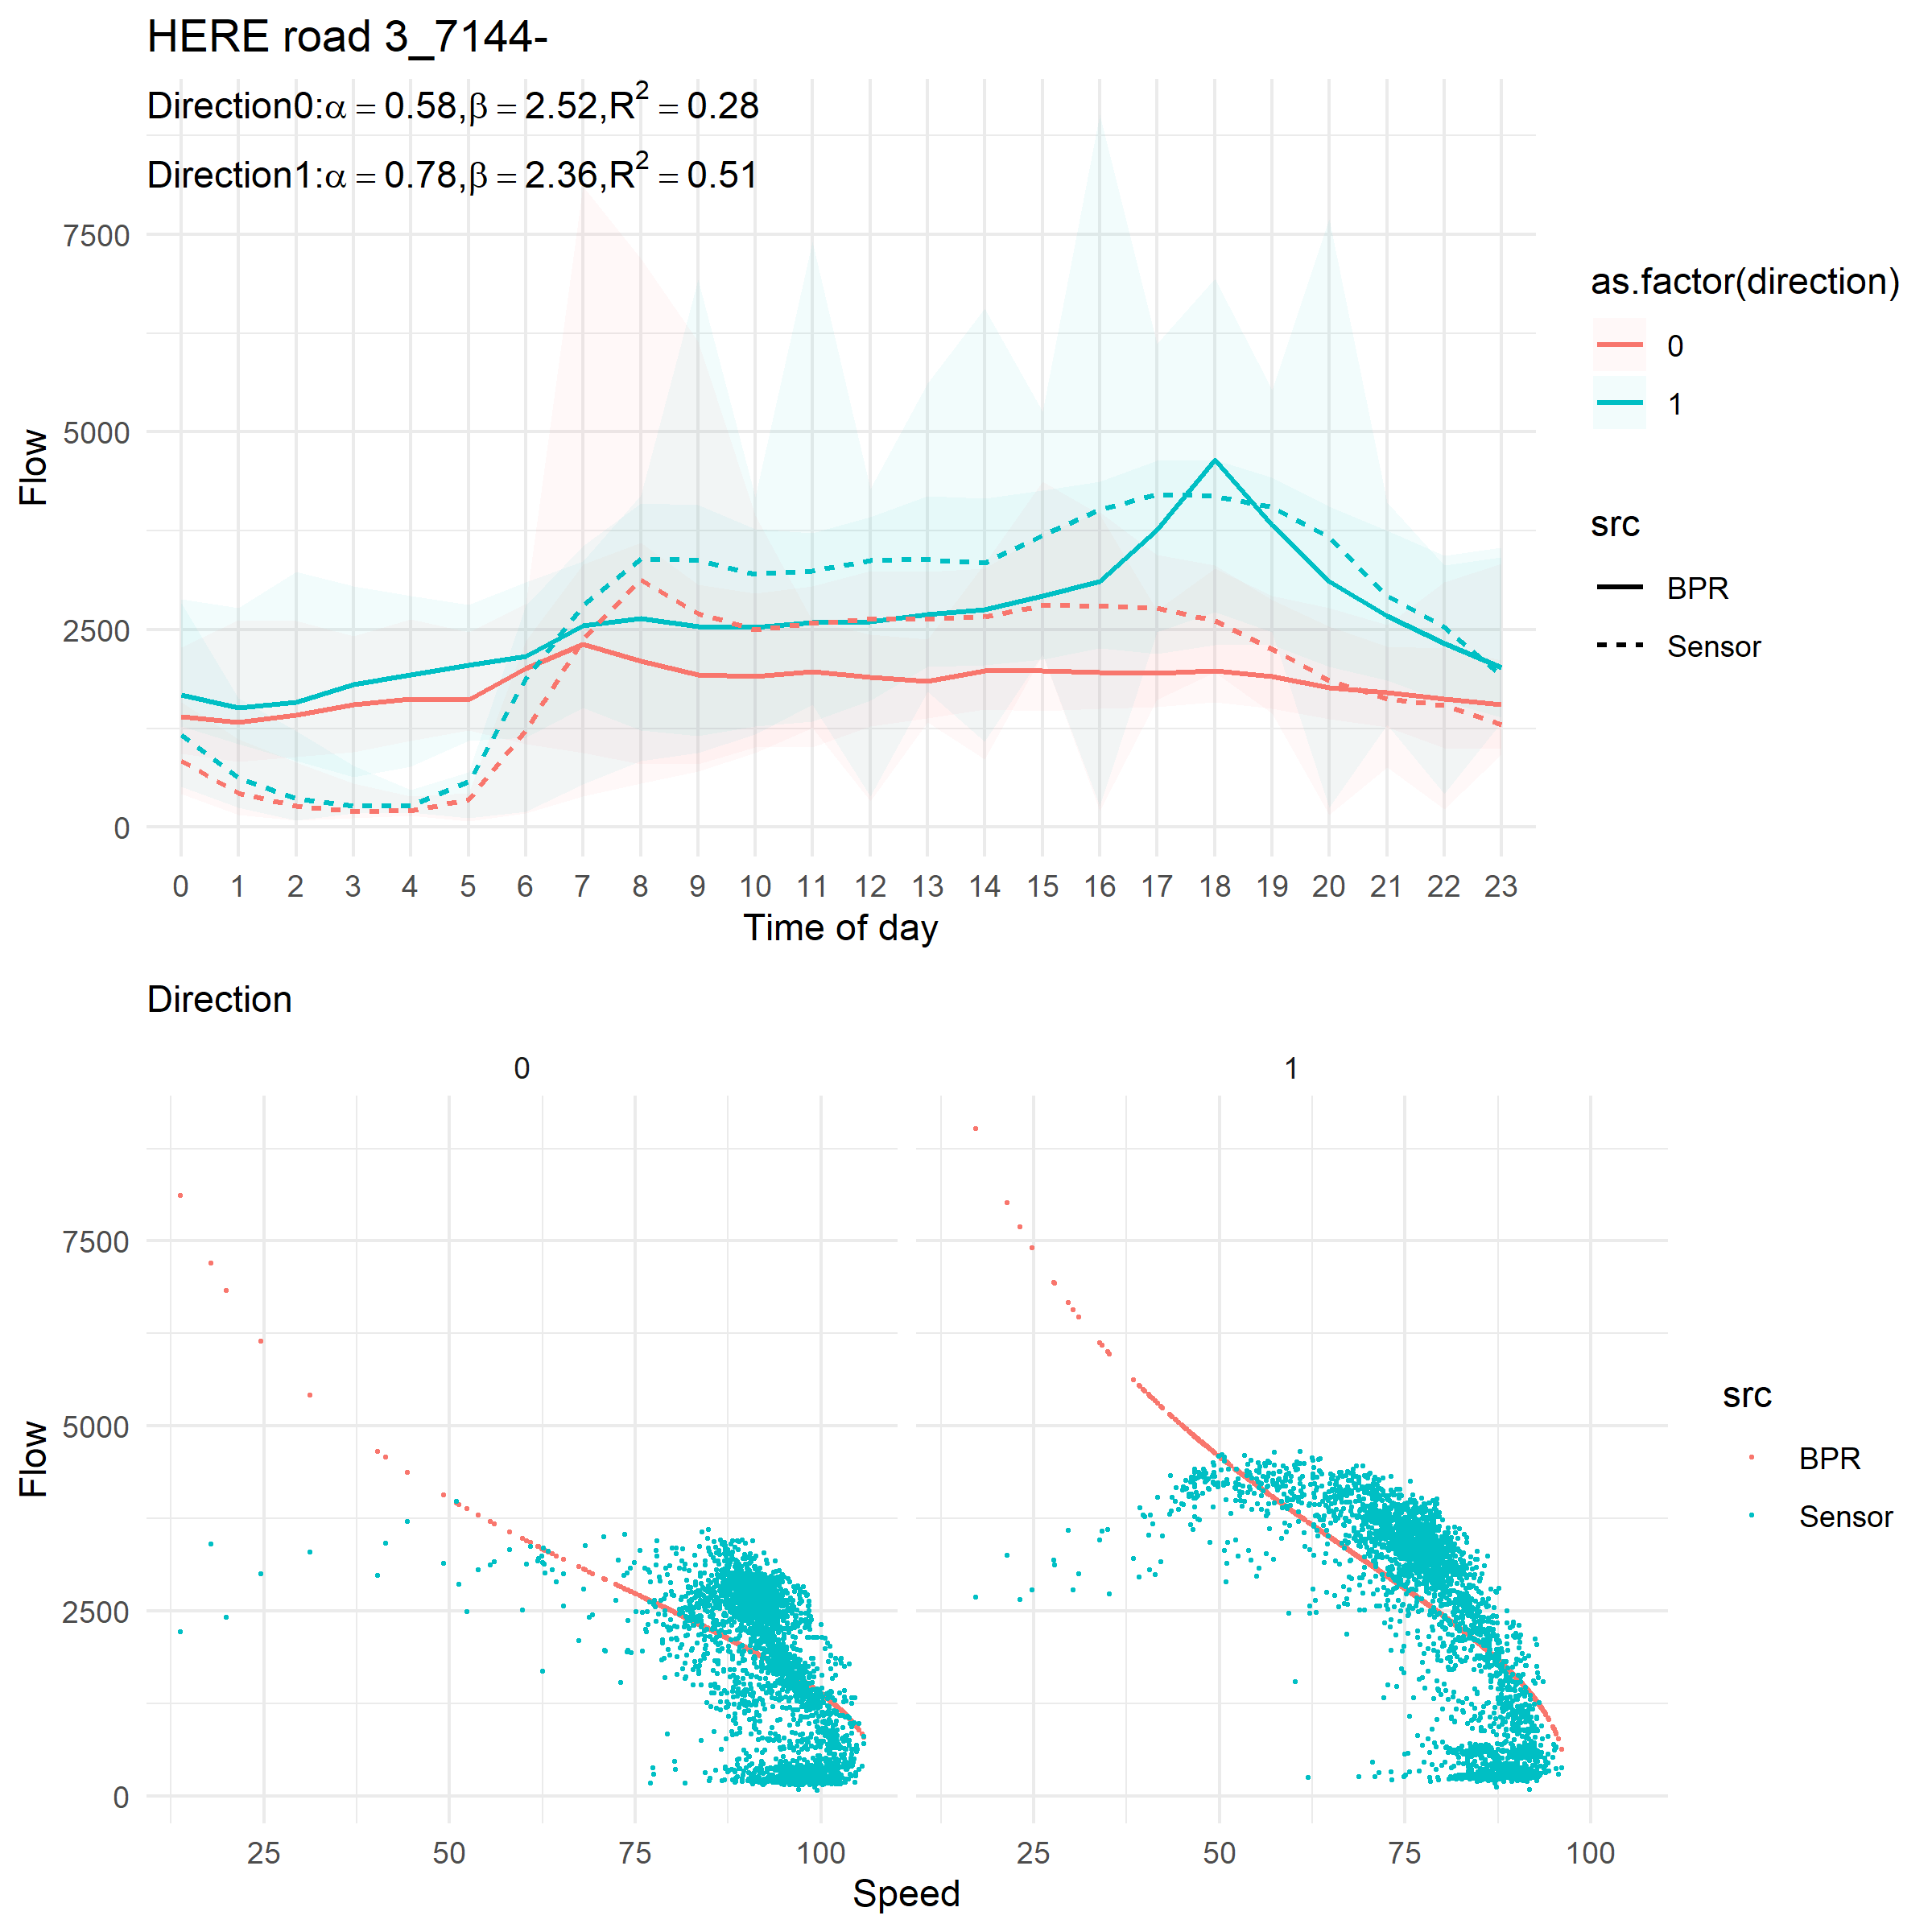 HERE road 3_7144-
Direction0:α = 0.58,β = 2.52,R² = 0.28
Direction1:α = 0.78,β = 2.36,R² = 0.51
7500
5000
2500
0
Flow
0 1 2 3 4 5 6 7 8 9 10 11 12 13 14 15 16 17 18 19 20 21 22 23
Time of day
as.factor(direction)
0
1
src
BPR
Sensor
Direction
0 1
7500
5000
2500
0
Flow
25 50 75 100 25 50 75 100
Speed
src
BPR
Sensor